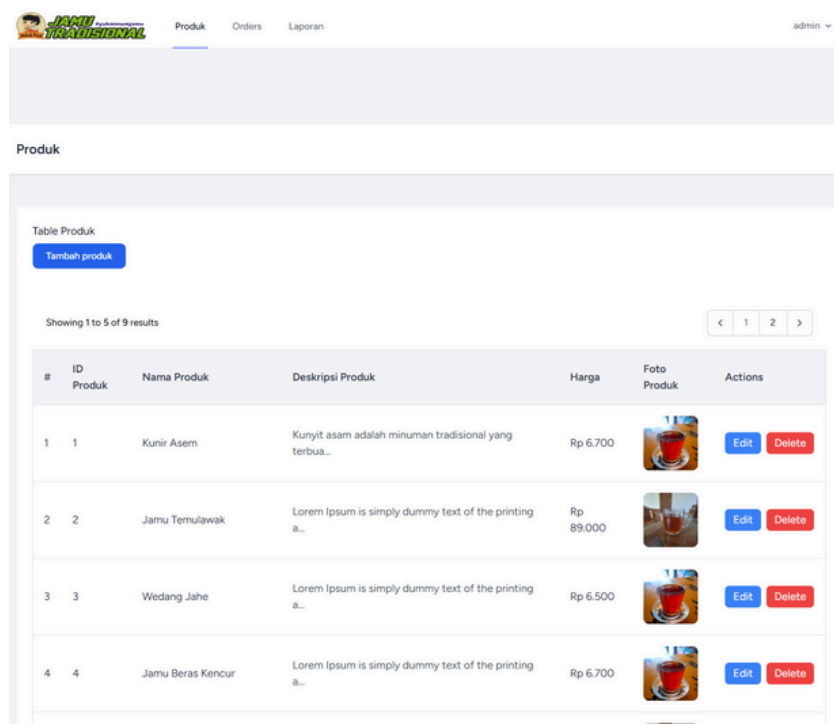 JAMU
TRADISIONAL
Produk Orders Laporan admin
Produk
Table Produk
Tambah produk
Showing 1 to 5 of 9 results
1 2
# ID Produk Nama Produk Deskripsi Produk Harga Foto Produk Actions
1 1 Kunir Asem Kunyit asam adalah minuman tradisional yang terbua... Rp 6.700 Edit Delete
2 2 Jamu Temulawak Lorem Ipsum is simply dummy text of the printing a... Rp 89.000 Edit Delete
3 3 Wedang Jahe Lorem Ipsum is simply dummy text of the printing a... Rp 6.500 Edit Delete
4 4 Jamu Beras Kencur Lorem Ipsum is simply dummy text of the printing a... Rp 6.700 Edit Delete